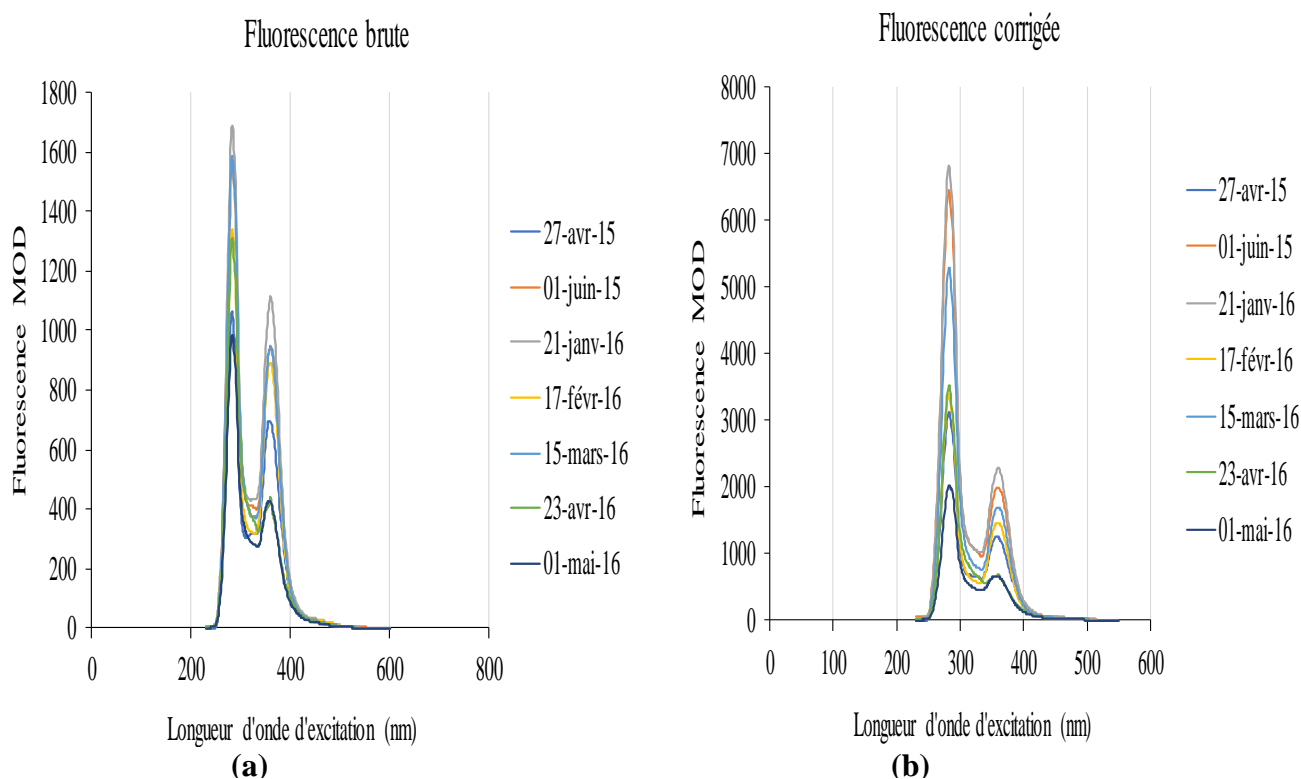 Fluorescence brute
1800
1600
1400
1200
1000
800
600
400
200
0
0 200 400 600 800
Fluorescence MOD
Longueur d'onde d'excitation (nm)
27-avr-15
01-juin-15
21-janv-16
17-févr-16
15-mars-16
23-avr-16
01-mai-16
(a)
Fluorescence corrigée
8000
7000
6000
5000
4000
3000
2000
1000
0
0 100 200 300 400 500 600
Fluorescence MOD
Longueur d'onde d'excitation (nm)
27-avr-15
01-juin-15
21-janv-16
17-févr-16
15-mars-16
23-avr-16
01-mai-16
(b)